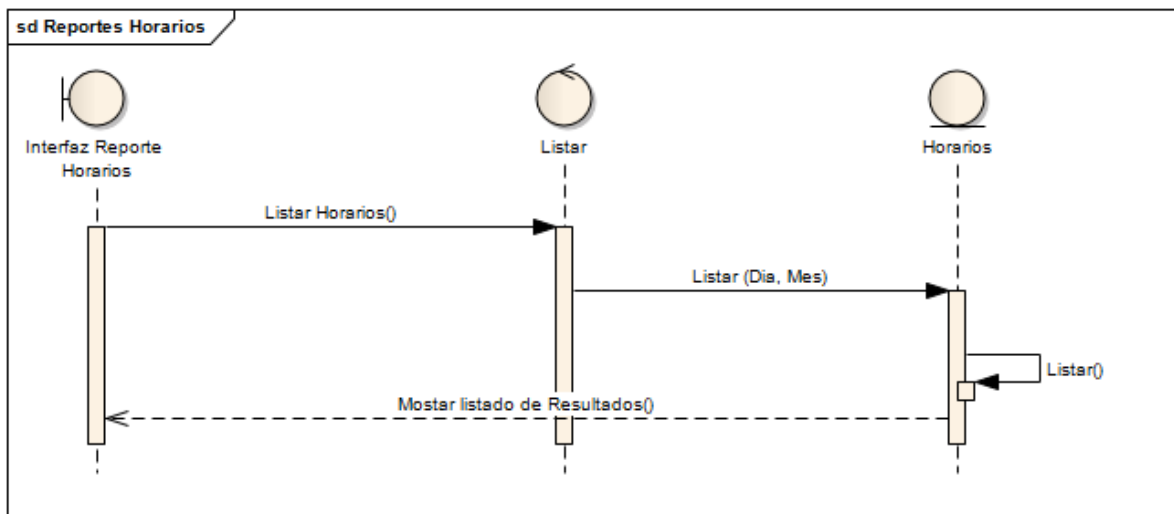 sd Reportes Horarios
Interfaz Reporte
Horarios
Listar
Horarios
Listar Horarios()
Listar (Dia, Mes)
Listar()
Mostar listado de Resultados()